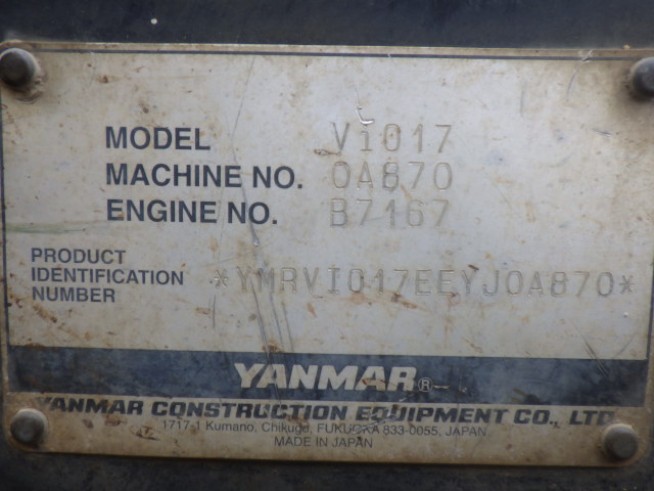 MODEL Vi017
MACHINE NO. 0A870
ENGINE NO. B7167
PRODUCT
IDENTIFICATION
NUMBER *YMRVI017EEYJ0A870*
YANMAR ®
YANMAR CONSTRUCTION EQUIPMENT CO., LTD
1717-1 Kumano, Chikugo, FUKUOKA 833-0055, JAPAN
MADE IN JAPAN